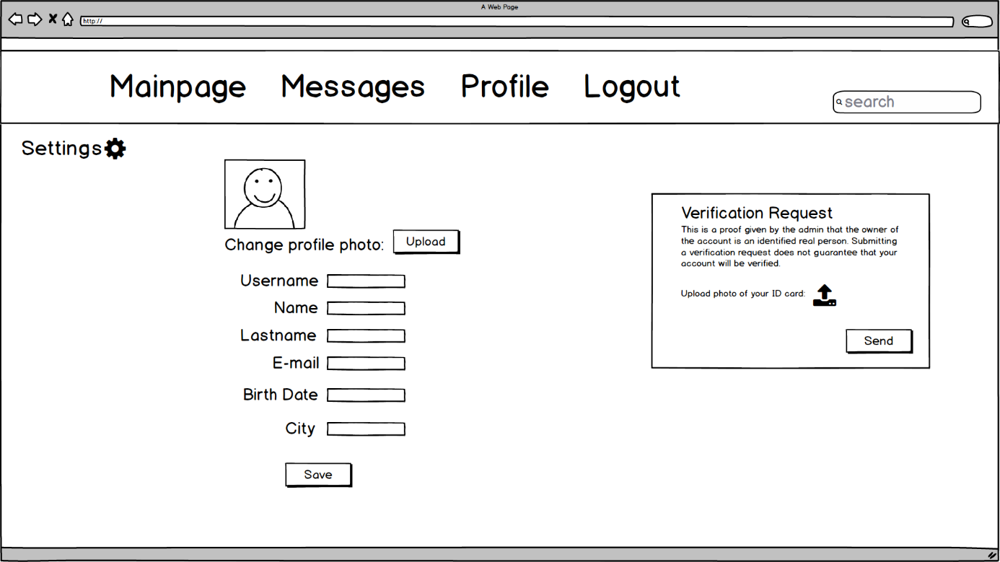 A Web Page
http://
Mainpage Messages Profile Logout
search
Settings
Change profile photo: Upload
Username
Name
Lastname
E-mail
Birth Date
City
Save
Verification Request
This is a proof given by the admin that the owner of
the account is an identified real person. Submitting
a verification request does not guarantee that your
account will be verified.
Upload photo of your ID card:
Send